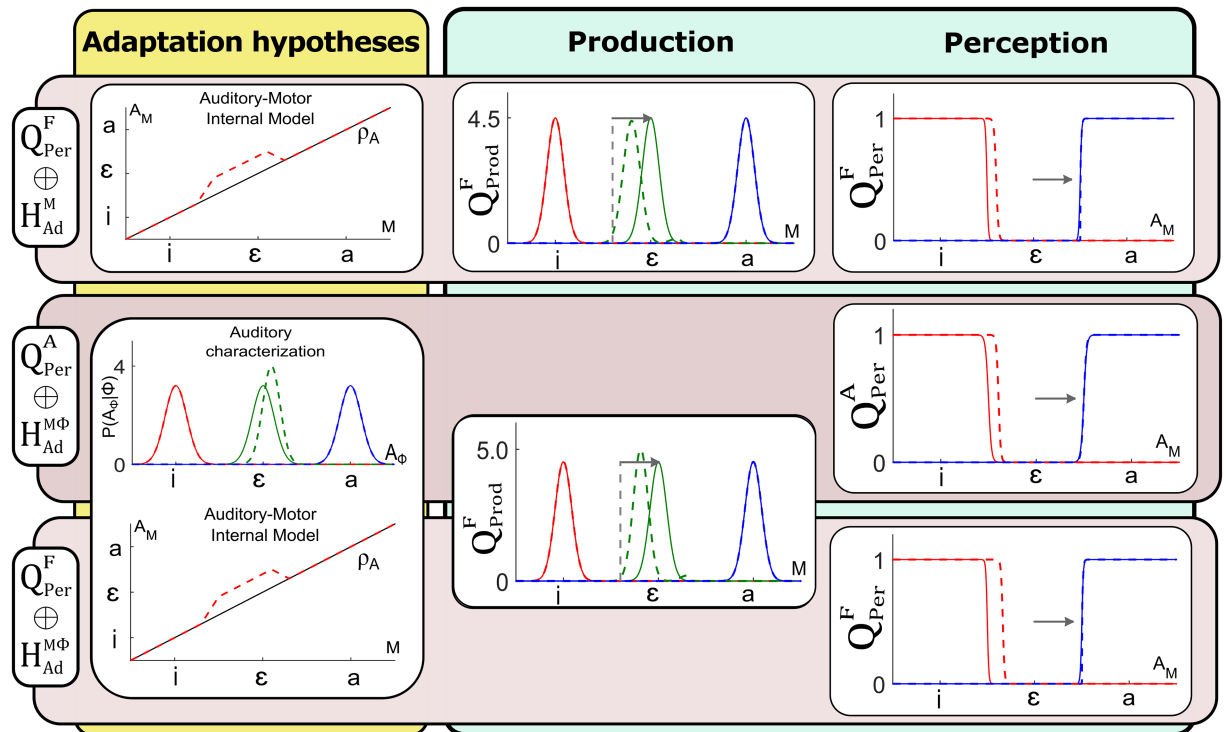 Adaptation hypotheses
Production
Perception
Q^F_Per
⊕
H^M_Ad
Auditory-Motor
Internal Model
A_M
a
ε
i
ρ_A
M
i ε a
Q^F_Prod
4.5
0
M
i ε a
Q^F_Per
1
0
A_M
i ε a
Q^A_Per
⊕
H^MΦ_Ad
Auditory
characterization
P(A_Φ|Φ)
4
0
A_Φ
i ε a
Q^A_Per
1
0
A_M
i ε a
Q^F_Prod
5.0
0
M
i ε a
Q^F_Per
⊕
H^MΦ_Ad
Auditory-Motor
Internal Model
A_M
a
ε
i
ρ_A
M
i ε a
Q^F_Per
1
0
A_M
i ε a